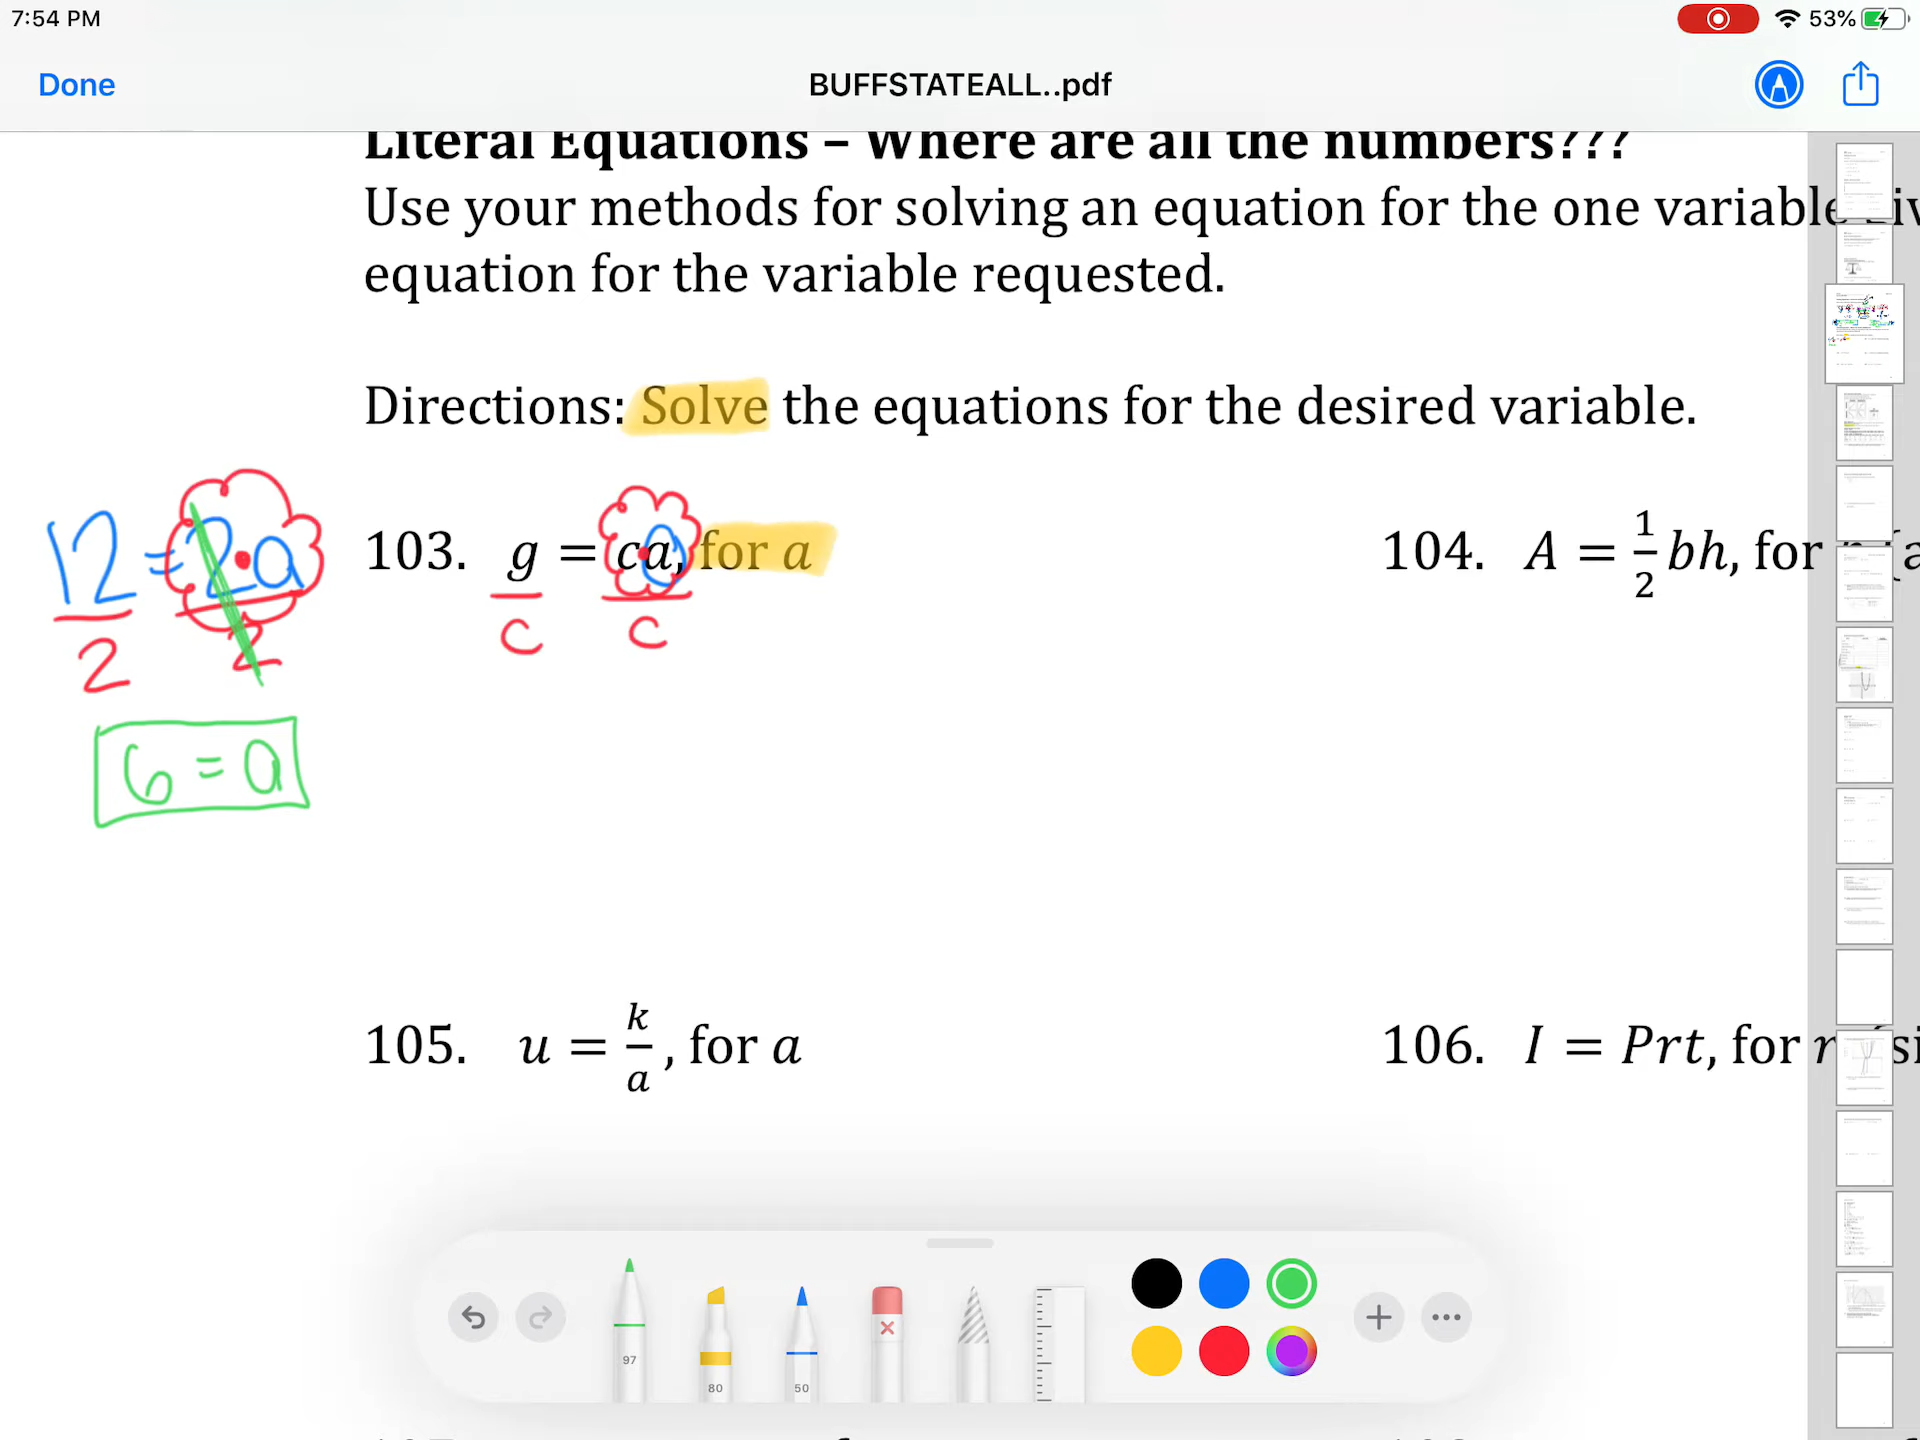 7:54 PM
53%
Done
BUFFSTATEALL..pdf
Literal Equations – Where are all the numbers???
Use your methods for solving an equation for the one variable
equation for the variable requested.
Directions: Solve the equations for the desired variable.
12 = 2•a
2 2
6 = a
103. g = ca, for a
c c
104. A = 1/2 bh, for
105. u = k/a, for a
106. I = Prt, for r
97
80
50